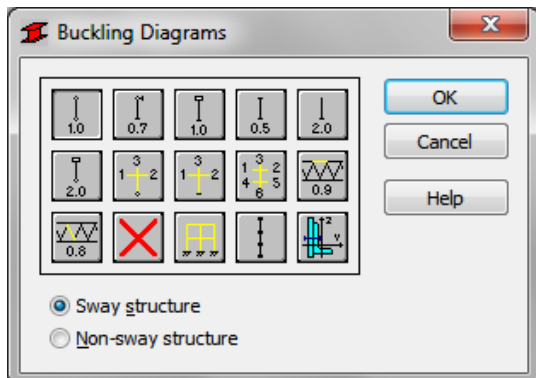 Buckling Diagrams
1.0 0.7 1.0 0.5 2.0
OK
Cancel
2.0 3 1 2 3 1 2 1 3 2 4 5 6 0.9
Help
0.8 z y
Sway structure
Non-sway structure